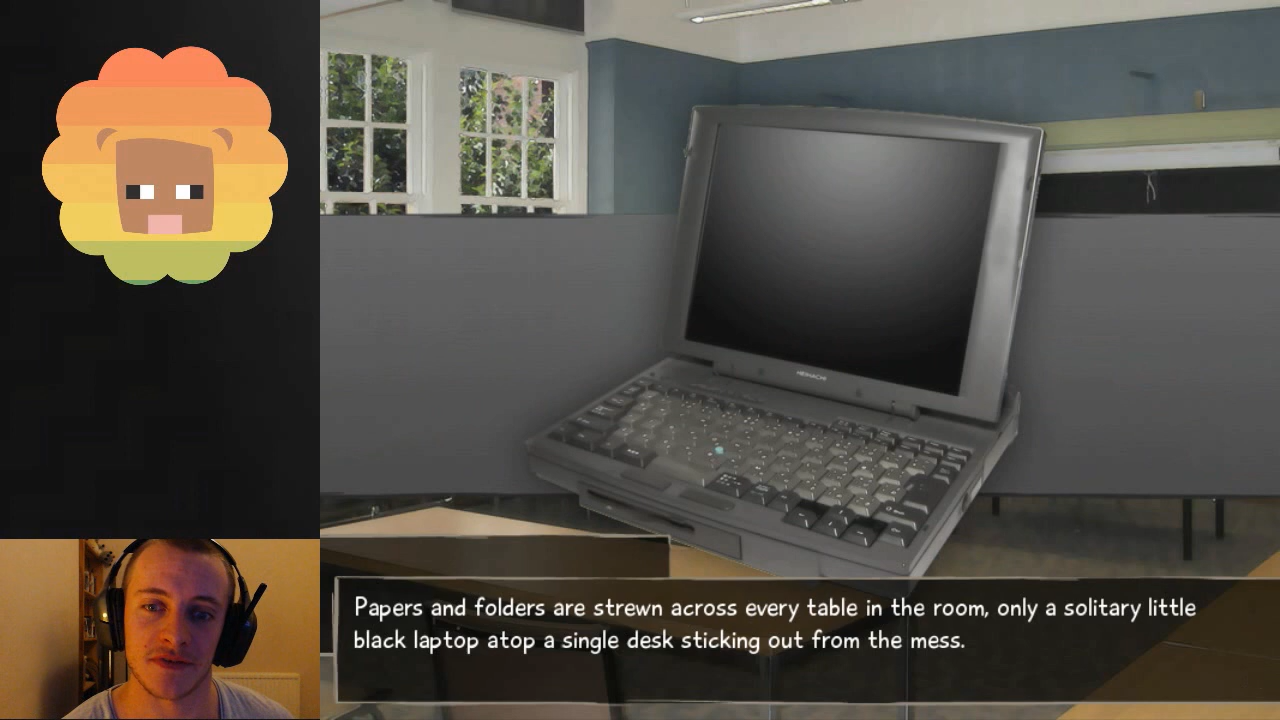 Papers and folders are strewn across every table in the room, only a solitary little
black laptop atop a single desk sticking out from the mess.